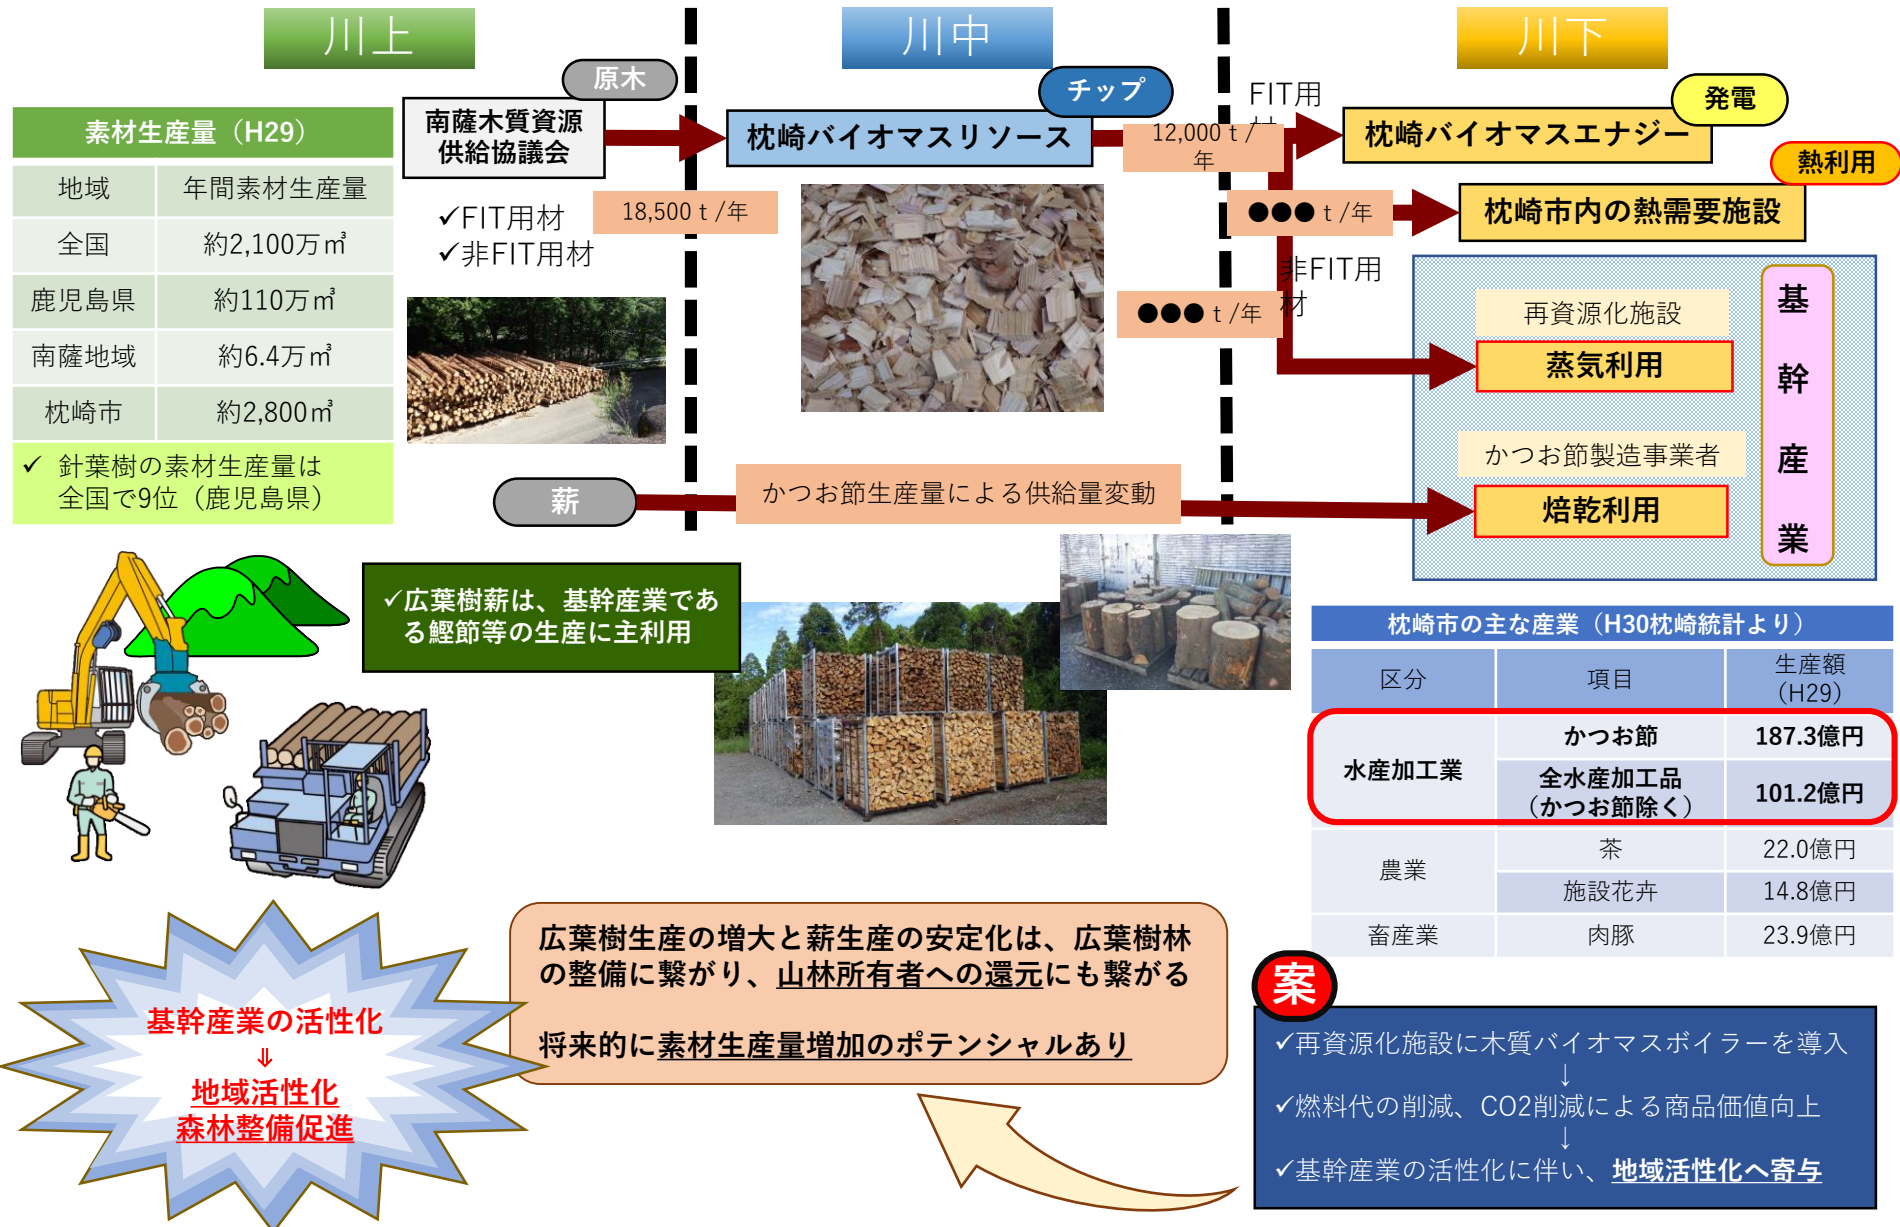 川上
川中
川下
原木
チップ
発電
熱利用
素材生産量（H29）
地域 年間素材生産量
全国 約2,100万㎥
鹿児島県 約110万㎥
南薩地域 約6.4万㎥
枕崎市 約2,800㎥
✓ 針葉樹の素材生産量は
全国で9位（鹿児島県）
南薩木質資源
供給協議会
✓FIT用材
✓非FIT用材
18,500ｔ/年
枕崎バイオマスリソース
FIT用
材
12,000ｔ/
年
枕崎バイオマスエナジー
●●●ｔ/年
枕崎市内の熱需要施設
非FIT用
材
●●●ｔ/年
再資源化施設
蒸気利用
かつお節製造事業者
焙乾利用
基
幹
産
業
薪
かつお節生産量による供給量変動
✓広葉樹薪は、基幹産業であ
る鰹節等の生産に主利用
枕崎市の主な産業（H30枕崎統計より）
区分 項目 生産額
（H29）
水産加工業 かつお節 187.3億円
全水産加工品
（かつお節除く） 101.2億円
農業 茶 22.0億円
施設花卉 14.8億円
畜産業 肉豚 23.9億円
広葉樹生産の増大と薪生産の安定化は、広葉樹林
の整備に繋がり、山林所有者への還元にも繋がる
将来的に素材生産量増加のポテンシャルあり
基幹産業の活性化
⇓
地域活性化
森林整備促進
案
✓再資源化施設に木質バイオマスボイラーを導入
↓
✓燃料代の削減、CO2削減による商品価値向上
↓
✓基幹産業の活性化に伴い、地域活性化へ寄与